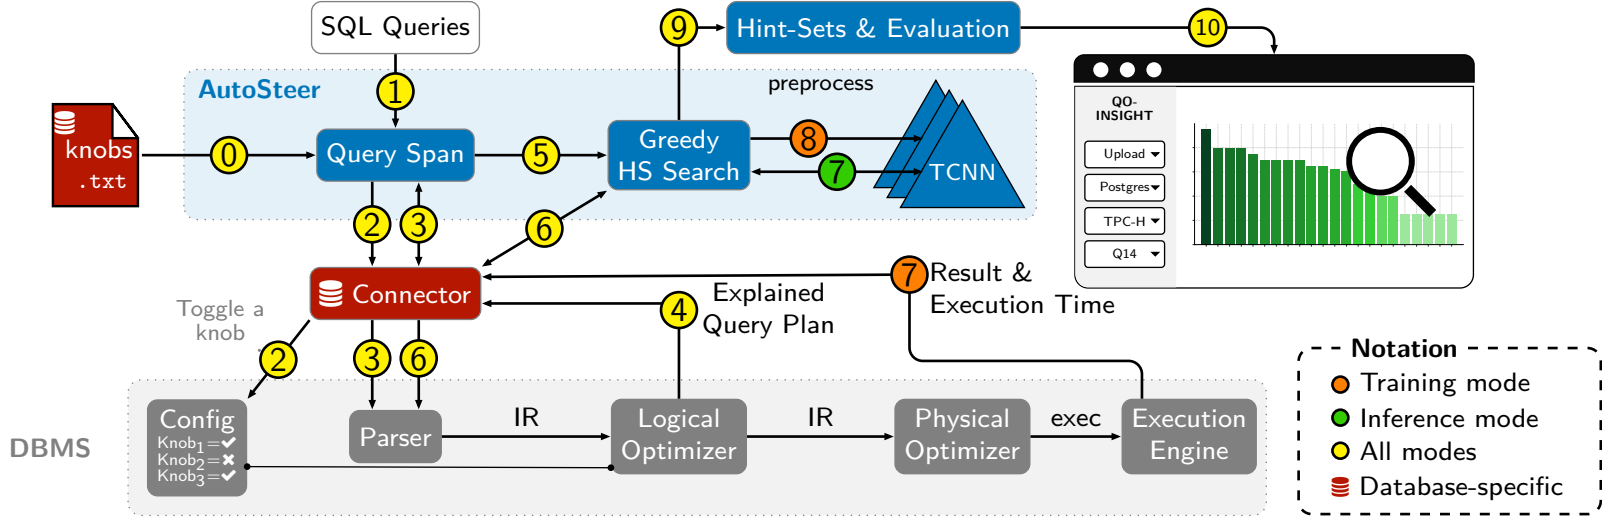 SQL Queries
9
Hint-Sets & Evaluation
10
AutoSteer
1
preprocess
knobs
.txt
0
Query Span
5
Greedy
HS Search
8
7
TCNN
QO-
INSIGHT
Upload
Postgres
TPC-H
Q14
2
3
6
Connector
7
Result &
Execution Time
Explained
Query Plan
4
Toggle a
knob
2
3
6
DBMS
Config
Knob1=✔
Knob2=✖
Knob3=✔
Parser
IR
Logical
Optimizer
IR
Physical
Optimizer
exec
Execution
Engine
Notation
Training mode
Inference mode
All modes
Database-specific